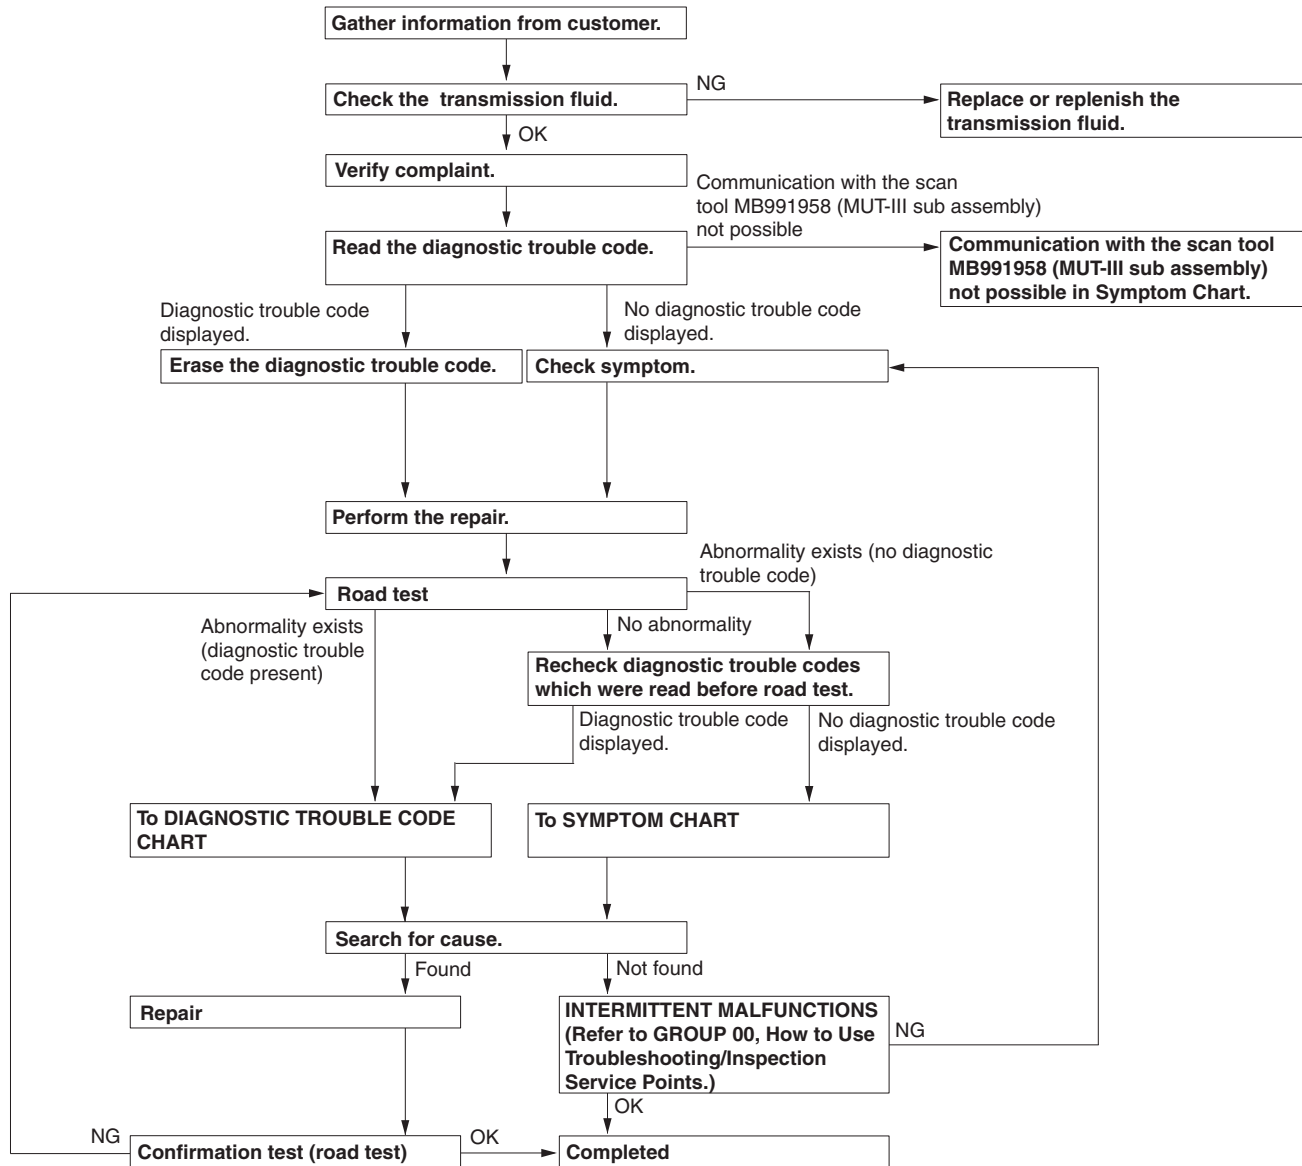 Gather information from customer.
Check the transmission fluid.
NG
Replace or replenish the
transmission fluid.
OK
Verify complaint.
Communication with the scan
tool MB991958 (MUT-III sub assembly)
not possible
Read the diagnostic trouble code.
Communication with the scan tool
MB991958 (MUT-III sub assembly)
not possible in Symptom Chart.
Diagnostic trouble code
displayed.
No diagnostic trouble code
displayed.
Erase the diagnostic trouble code.
Check symptom.
Perform the repair.
Abnormality exists (no diagnostic
trouble code)
Road test
Abnormality exists
(diagnostic trouble
code present)
No abnormality
Recheck diagnostic trouble codes
which were read before road test.
Diagnostic trouble code
displayed.
No diagnostic trouble code
displayed.
To DIAGNOSTIC TROUBLE CODE
CHART
To SYMPTOM CHART
Search for cause.
Found
Not found
Repair
INTERMITTENT MALFUNCTIONS
(Refer to GROUP 00, How to Use
Troubleshooting/Inspection
Service Points.)
NG
OK
NG
Confirmation test (road test)
OK
Completed